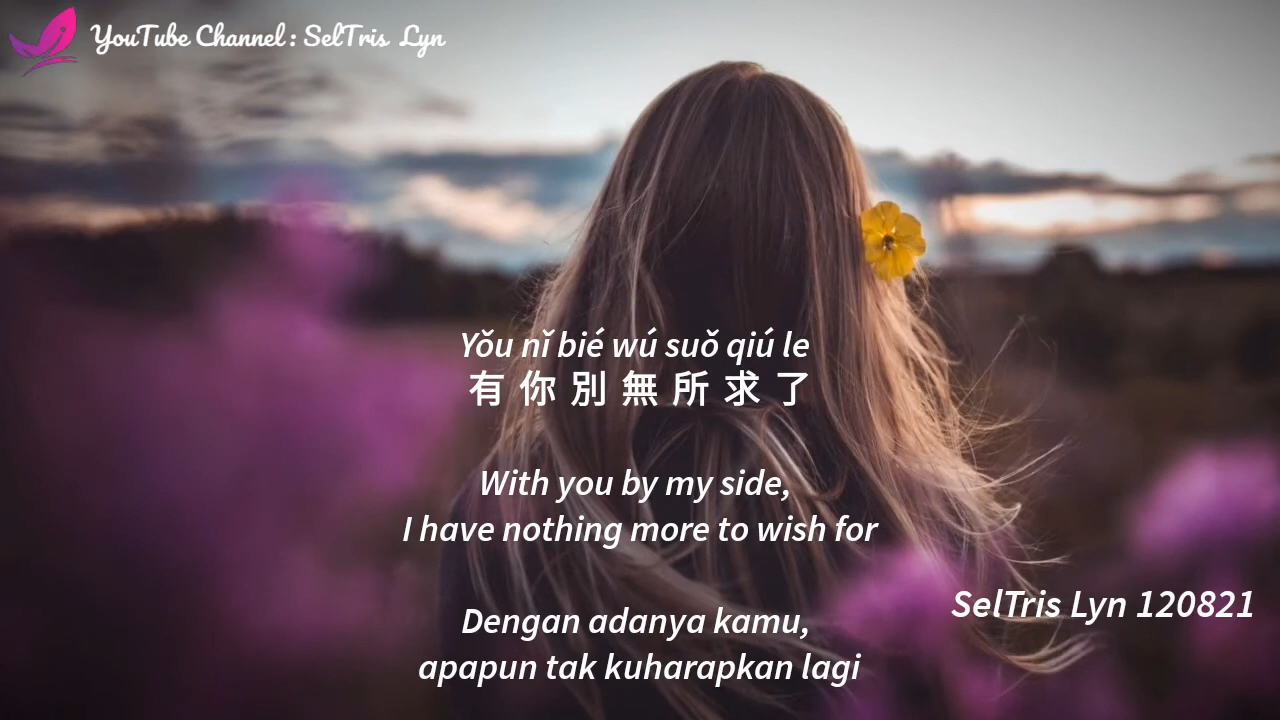 YouTube Channel : SelTris Lyn
Yǒu nǐ bié wú suǒ qiú le
有你別無所求了
With you by my side,
I have nothing more to wish for
SelTris Lyn 120821
Dengan adanya kamu,
apapun tak kuharapkan lagi